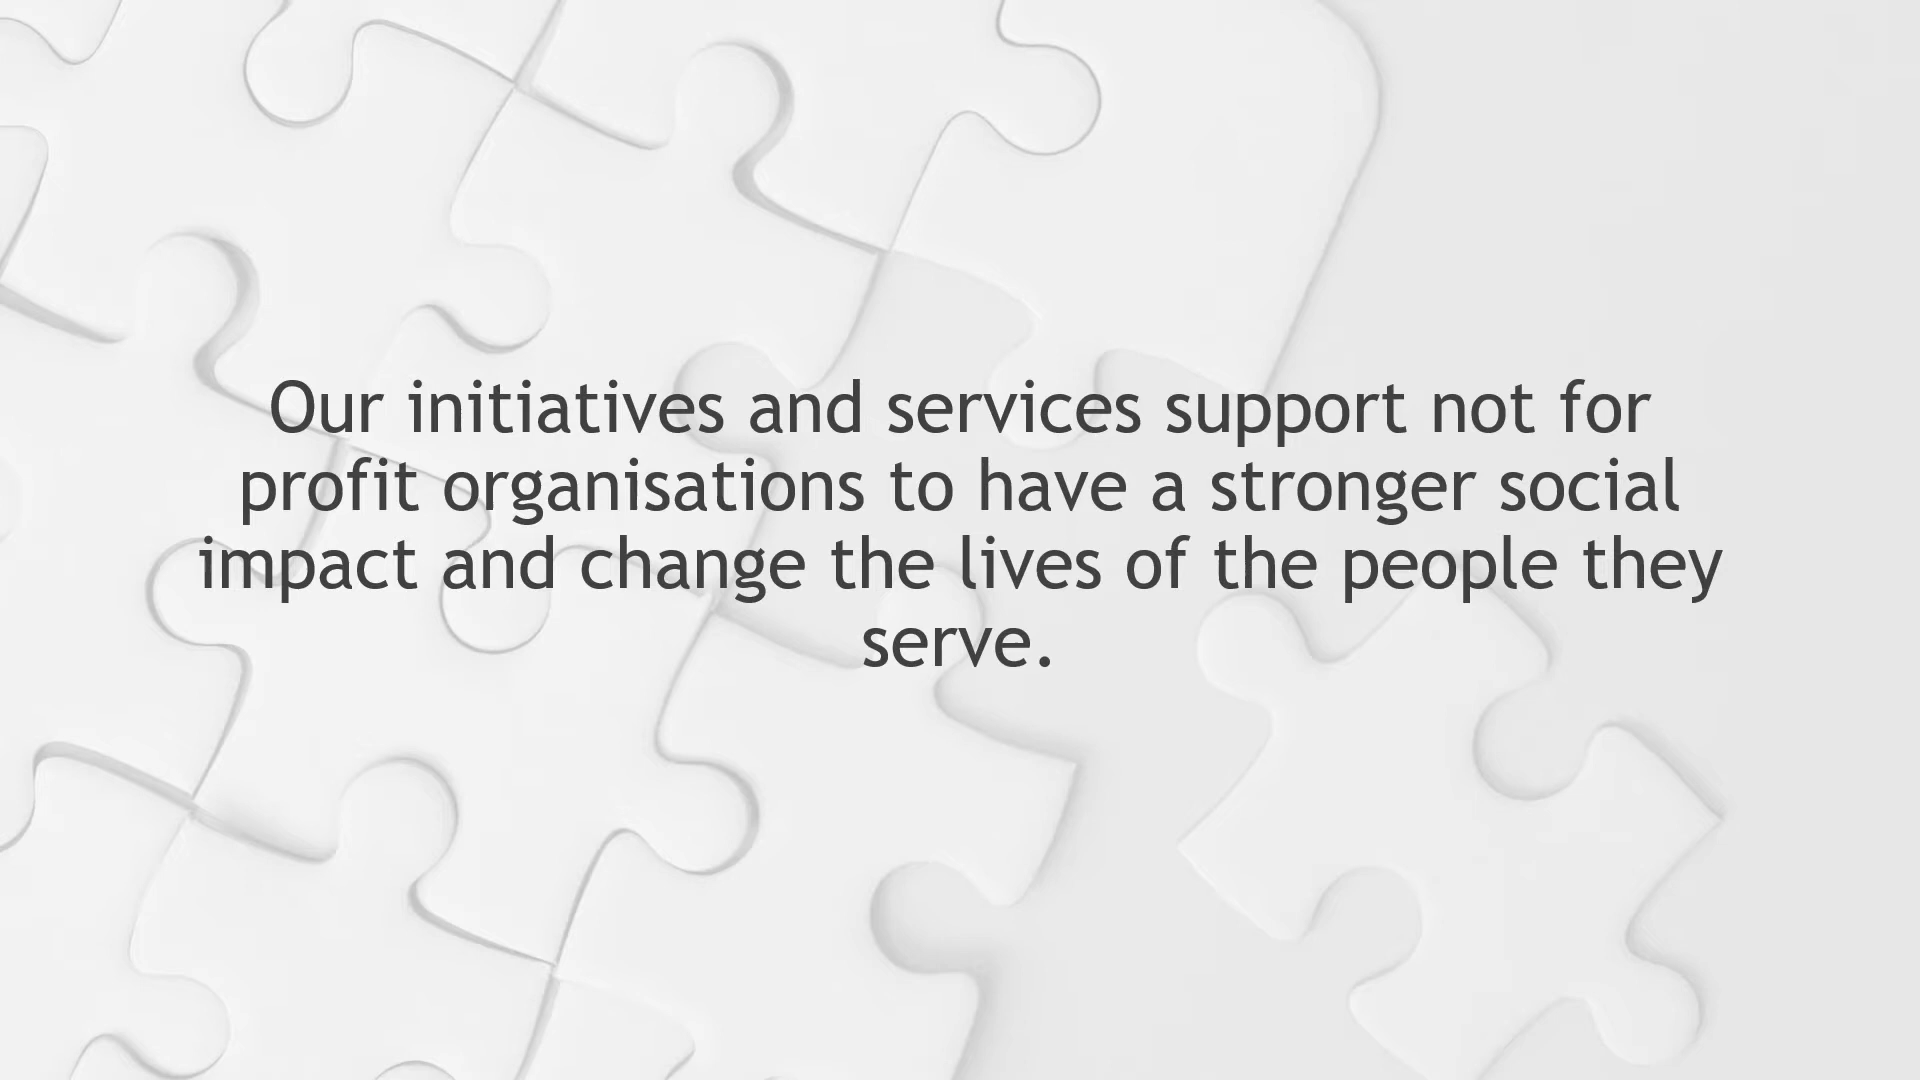 Our initiatives and services support not for
profit organisations to have a stronger social
impact and change the lives of the people they
serve.